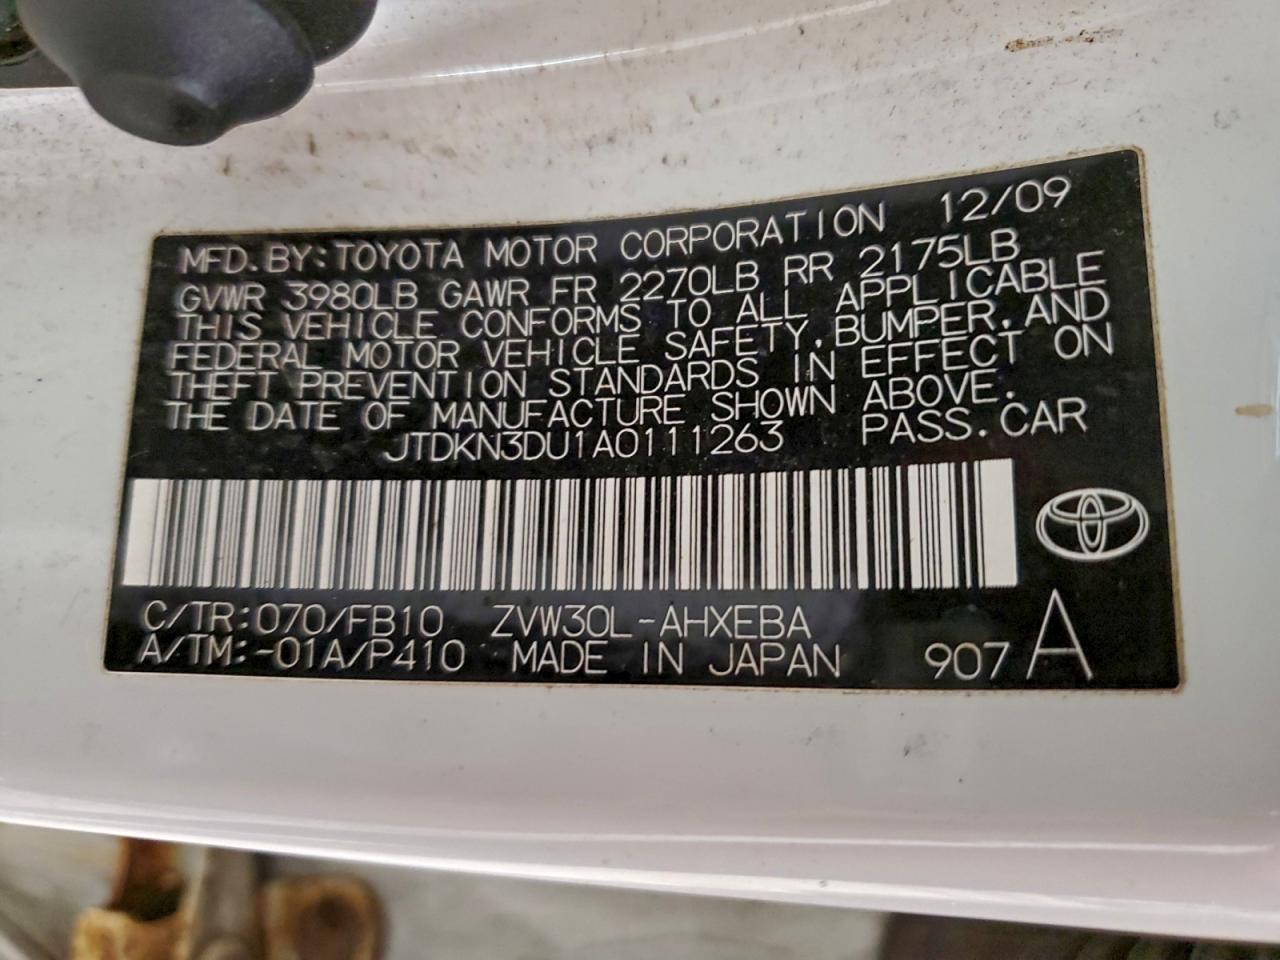 MFD. BY: TOYOTA MOTOR CORPORATION 12/09
GVWR 3980LB GAWR FR 2270LB RR 2175LB
THIS VEHICLE CONFORMS TO ALL APPLICABLE
FEDERAL MOTOR VEHICLE SAFETY, BUMPER, AND
THEFT PREVENTION STANDARDS IN EFFECT ON
THE DATE OF MANUFACTURE SHOWN ABOVE.
JTDKN3DU1A0111263 PASS. CAR
C/TR: 070/FB10 ZVW30L-AHXEBA
A/TM: -01A/P410 MADE IN JAPAN 907 A